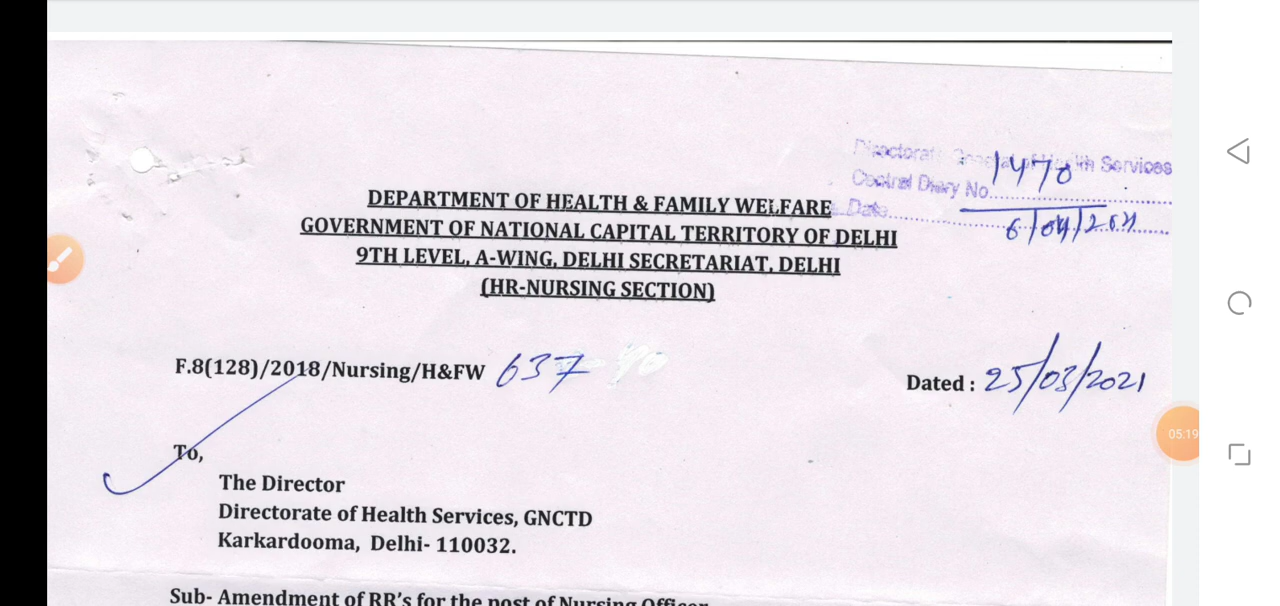 Directorate General of Health Services
Central Diary No. 1470
Date 6/04/2021
DEPARTMENT OF HEALTH & FAMILY WELFARE
GOVERNMENT OF NATIONAL CAPITAL TERRITORY OF DELHI
9TH LEVEL, A-WING, DELHI SECRETARIAT, DELHI
(HR-NURSING SECTION)
F.8(128)/2018/Nursing/H&FW 637
Dated : 25/03/2021
To,
The Director
Directorate of Health Services, GNCTD
Karkardooma, Delhi- 110032.
Sub- Amendment of RR's for the post of Nursing Officer
05:19